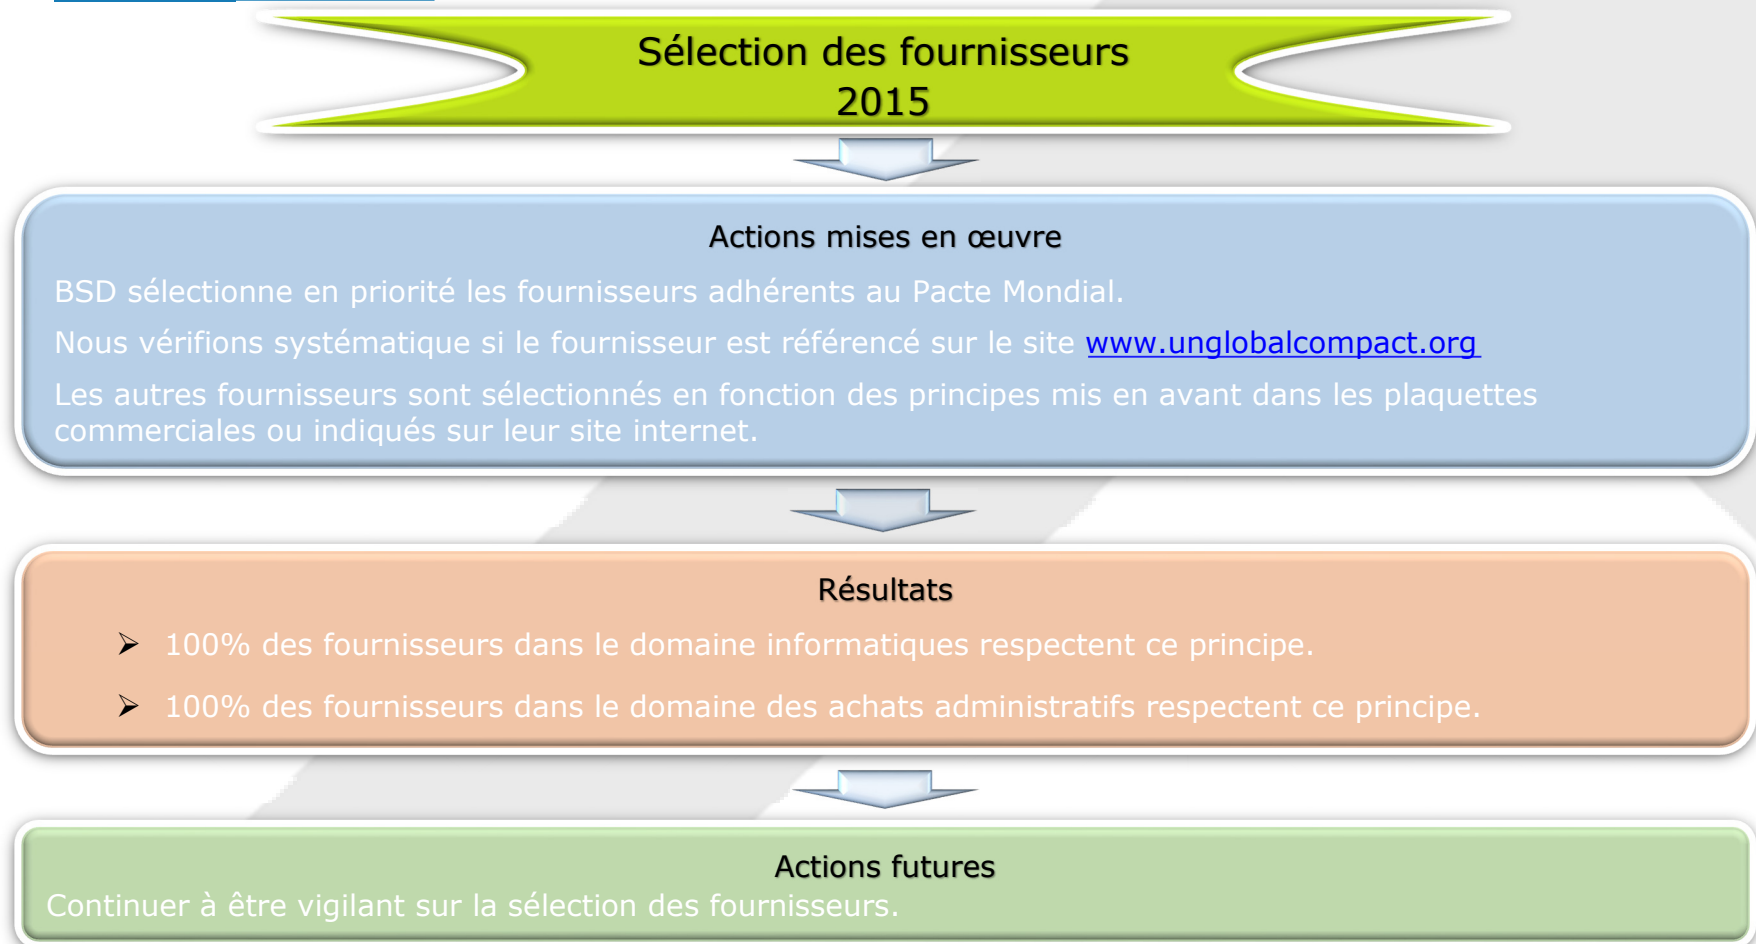 Sélection des fournisseurs
2015
Actions mises en œuvre
BSD sélectionne en priorité les fournisseurs adhérents au Pacte Mondial.
Nous vérifions systématique si le fournisseur est référencé sur le site www.unglobalcompact.org
Les autres fournisseurs sont sélectionnés en fonction des principes mis en avant dans les plaquettes
commerciales ou indiqués sur leur site internet.
Résultats
➢ 100% des fournisseurs dans le domaine informatiques respectent ce principe.
➢ 100% des fournisseurs dans le domaine des achats administratifs respectent ce principe.
Actions futures
Continuer à être vigilant sur la sélection des fournisseurs.